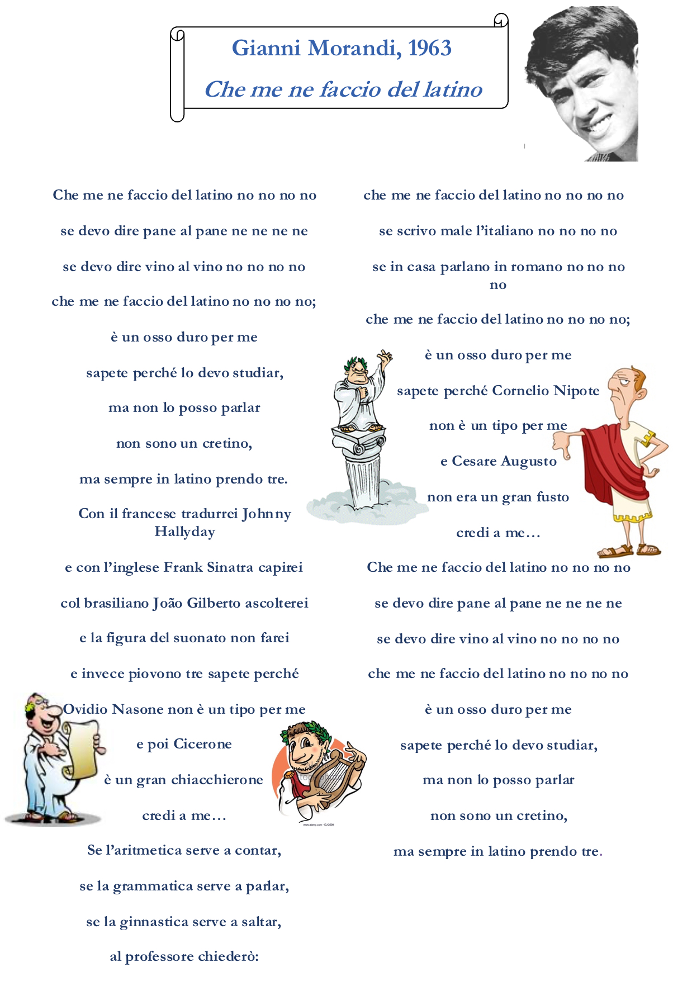 Gianni Morandi, 1963
Che me ne faccio del latino
Che me ne faccio del latino no no no no
se devo dire pane al pane ne ne ne ne
se devo dire vino al vino no no no no
che me ne faccio del latino no no no no;
è un osso duro per me
sapete perché lo devo studiar,
ma non lo posso parlar
non sono un cretino,
ma sempre in latino prendo tre.
Con il francese tradurrei Johnny
Hallyday
e con l’inglese Frank Sinatra capirei
col brasiliano João Gilberto ascolterei
e la figura del suonato non farei
e invece piovono tre sapete perché
Ovidio Nasone non è un tipo per me
e poi Cicerone
è un gran chiacchierone
credi a me…
Se l’aritmetica serve a contar,
se la grammatica serve a parlar,
se la ginnastica serve a saltar,
al professore chiederò:
che me ne faccio del latino no no no no
se scrivo male l’italiano no no no no
se in casa parlano in romano no no no
no
che me ne faccio del latino no no no no;
è un osso duro per me
sapete perché Cornelio Nipote
non è un tipo per me
e Cesare Augusto
non era un gran fusto
credi a me…
Che me ne faccio del latino no no no no
se devo dire pane al pane ne ne ne ne
se devo dire vino al vino no no no no
che me ne faccio del latino no no no no
è un osso duro per me
sapete perché lo devo studiar,
ma non lo posso parlar
non sono un cretino,
ma sempre in latino prendo tre.
www.alamy.com - EJG588